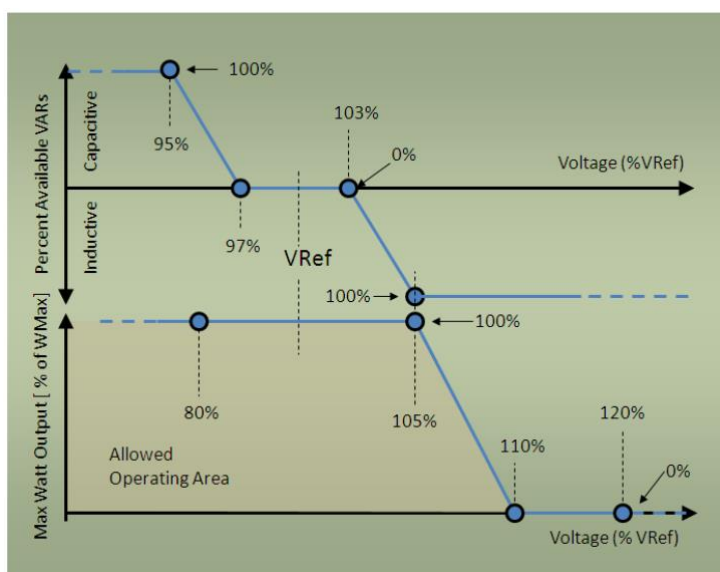 Percent Available VARs
Capacitive
Inductive
100%
95%
103%
0%
Voltage (%VRef)
97%
VRef
100%
100%
Max Watt Output [ % of WMax]
80%
105%
110%
120%
0%
Allowed
Operating Area
Voltage (% VRef)